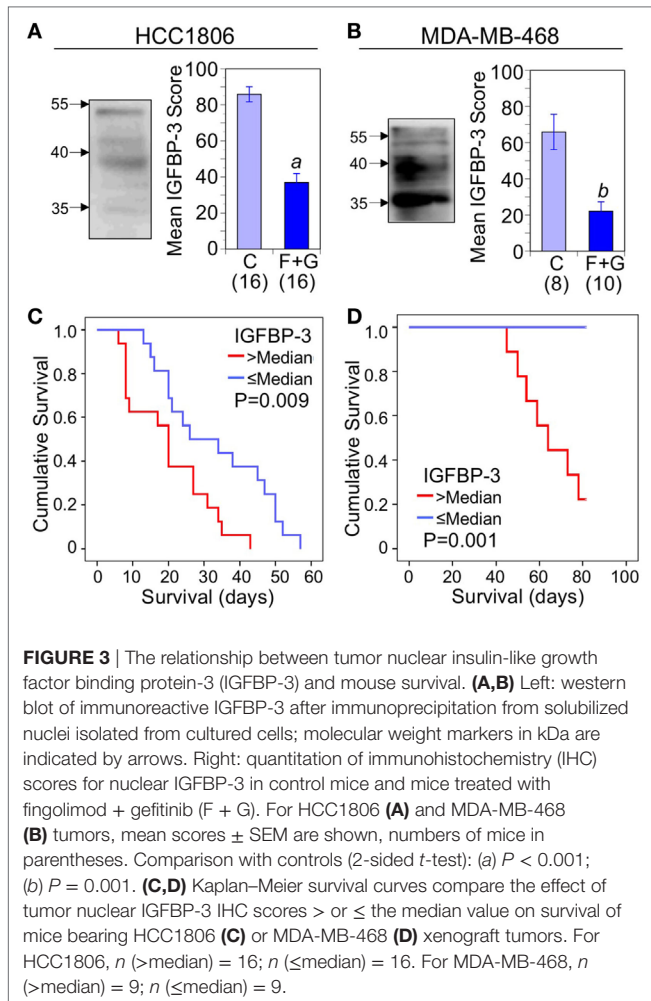 A
HCC1806
55
40
35
Mean IGFBP-3 Score
100
80
60
40
20
0
a
C
F+G
(16)
(16)
B
MDA-MB-468
55
40
35
Mean IGFBP-3 Score
100
80
60
40
20
0
b
C
F+G
(8)
(10)
C
IGFBP-3
>Median
≤Median
P=0.009
Cumulative Survival
1.0
0.8
0.6
0.4
0.2
0
0 10 20 30 40 50 60
Survival (days)
D
IGFBP-3
>Median
≤Median
P=0.001
Cumulative Survival
1.0
0.8
0.6
0.4
0.2
0
0 20 40 60 80 100
Survival (days)
FIGURE 3 | The relationship between tumor nuclear insulin-like growth
factor binding protein-3 (IGFBP-3) and mouse survival. (A,B) Left: western
blot of immunoreactive IGFBP-3 after immunoprecipitation from solubilized
nuclei isolated from cultured cells; molecular weight markers in kDa are
indicated by arrows. Right: quantitation of immunohistochemistry (IHC)
scores for nuclear IGFBP-3 in control mice and mice treated with
fingolimod + gefitinib (F + G). For HCC1806 (A) and MDA-MB-468
(B) tumors, mean scores ± SEM are shown, numbers of mice in
parentheses. Comparison with controls (2-sided t-test): (a) P < 0.001;
(b) P = 0.001. (C,D) Kaplan–Meier survival curves compare the effect of
tumor nuclear IGFBP-3 IHC scores > or ≤ the median value on survival of
mice bearing HCC1806 (C) or MDA-MB-468 (D) xenograft tumors. For
HCC1806, n (>median) = 16; n (≤median) = 16. For MDA-MB-468, n
(>median) = 9; n (≤median) = 9.